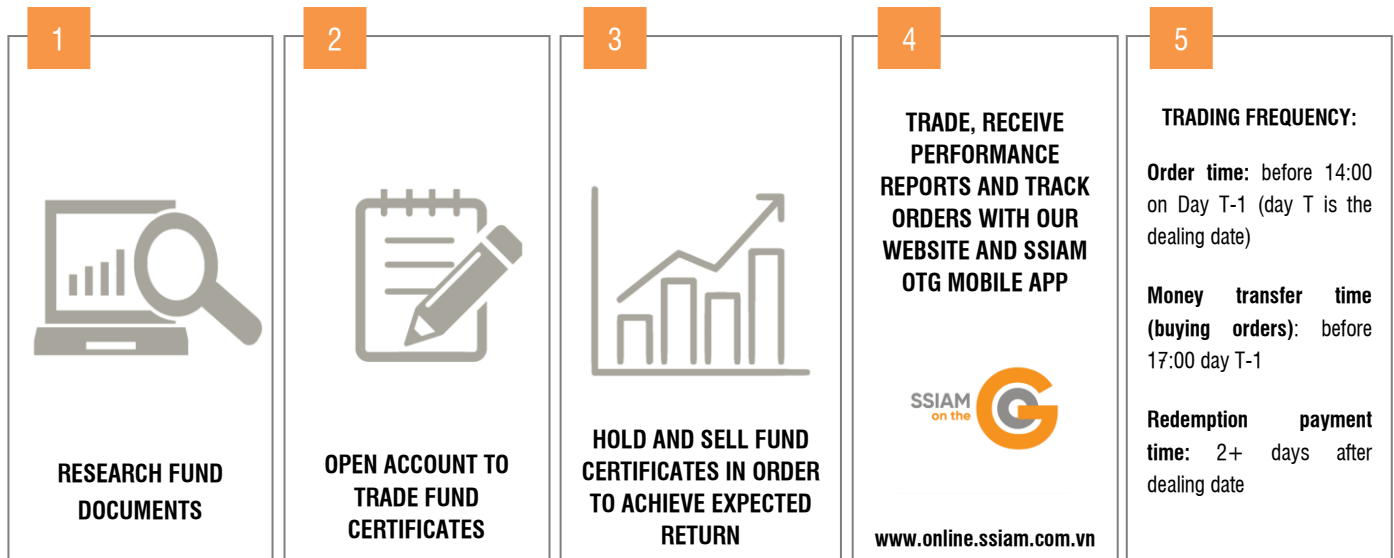 1
RESEARCH FUND
DOCUMENTS
2
OPEN ACCOUNT TO
TRADE FUND
CERTIFICATES
3
HOLD AND SELL FUND
CERTIFICATES IN ORDER
TO ACHIEVE EXPECTED
RETURN
4
TRADE, RECEIVE
PERFORMANCE
REPORTS AND TRACK
ORDERS WITH OUR
WEBSITE AND SSIAM
OTG MOBILE APP
SSIAM
on the
GO
www.online.ssiam.com.vn
5
TRADING FREQUENCY:
Order time: before 14:00
on Day T-1 (day T is the
dealing date)
Money transfer time
(buying orders): before
17:00 day T-1
Redemption payment
time: 2+ days after
dealing date